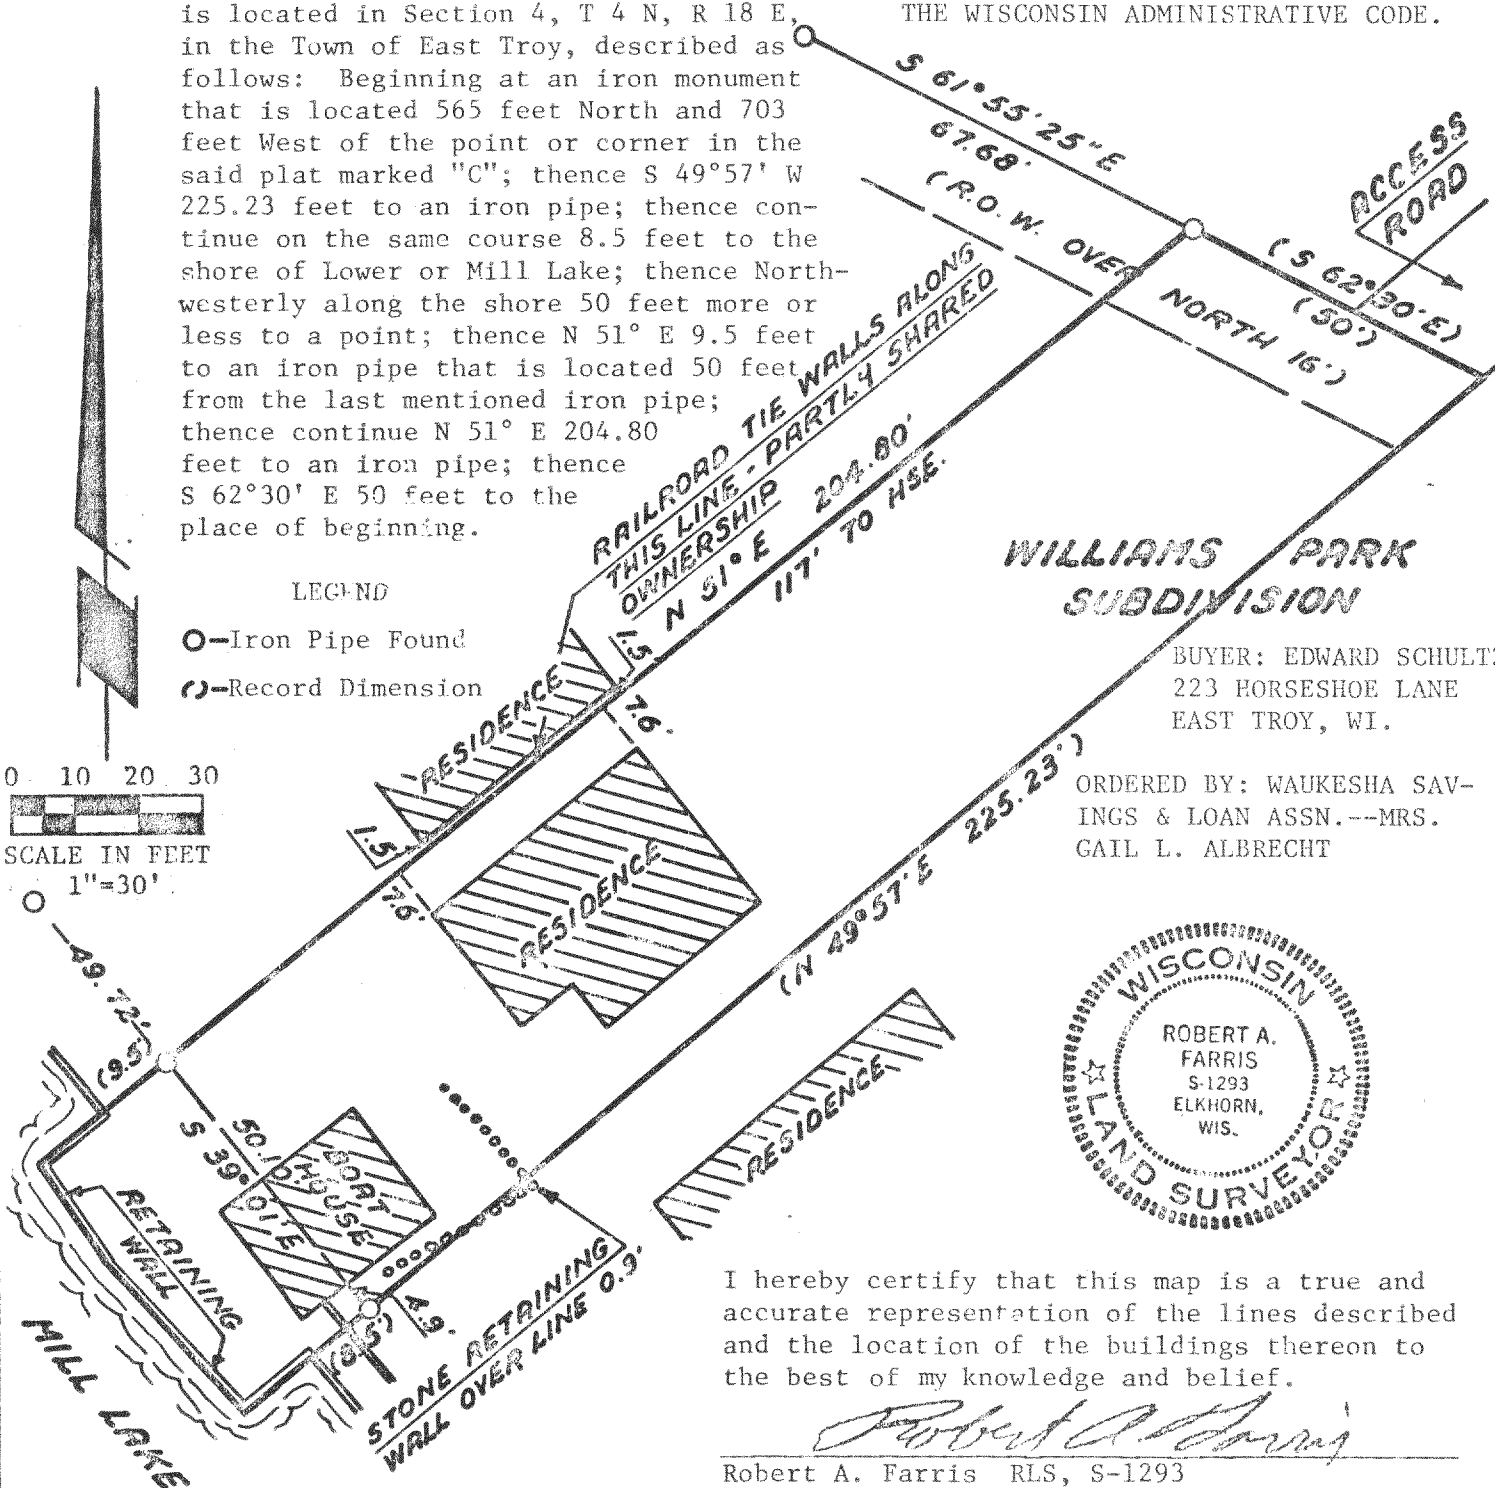 is located in Section 4, T 4 N, R 18 E,
in the Town of East Troy, described as
follows: Beginning at an iron monument
that is located 565 feet North and 703
feet West of the point or corner in the
said plat marked "C"; thence S 49°57' W
225.23 feet to an iron pipe; thence con-
tinue on the same course 8.5 feet to the
shore of Lower or Mill Lake; thence North-
westerly along the shore 50 feet more or
less to a point; thence N 51° E 9.5 feet
to an iron pipe that is located 50 feet
from the last mentioned iron pipe;
thence continue N 51° E 204.80
feet to an iron pipe; thence
S 62°30' E 50 feet to the
place of beginning.
THE WISCONSIN ADMINISTRATIVE CODE.
S 61°55'25"E
67.68'
(R.O.W. OVER NORTH 16')
ACCESS
ROAD
(S 62°30'E)
(50')
RAILROAD TIE WALLS ALONG
THIS LINE - PARTLY SHARED
OWNERSHIP
N 51° E 204.80'
117' TO HSE.
LEGEND
O-Iron Pipe Found
()-Record Dimension
WILLIAMS PARK
SUBDIVISION
BUYER: EDWARD SCHULTZ
223 HORSESHOE LANE
EAST TROY, WI.
ORDERED BY: WAUKESHA SAV-
INGS & LOAN ASSN.--MRS.
GAIL L. ALBRECHT
0 10 20 30
SCALE IN FEET
1"=30'
1.5'
7.6'
RESIDENCE
1.5'
7.6'
RESIDENCE
(N 49°57'E 225.23')
RESIDENCE
49.72'
(9.5')
S 39°01'E
50.10
BOAT
HOUSE
RETAINING
WALL
MILL LAKE
(8.5')
4.9'
STONE RETAINING
WALL OVER LINE 0.9'
WISCONSIN
ROBERT A.
FARRIS
S-1293
ELKHORN,
WIS.
LAND SURVEYOR
I hereby certify that this map is a true and
accurate representation of the lines described
and the location of the buildings thereon to
the best of my knowledge and belief.
Robert A Farris
Robert A. Farris RLS, S-1293